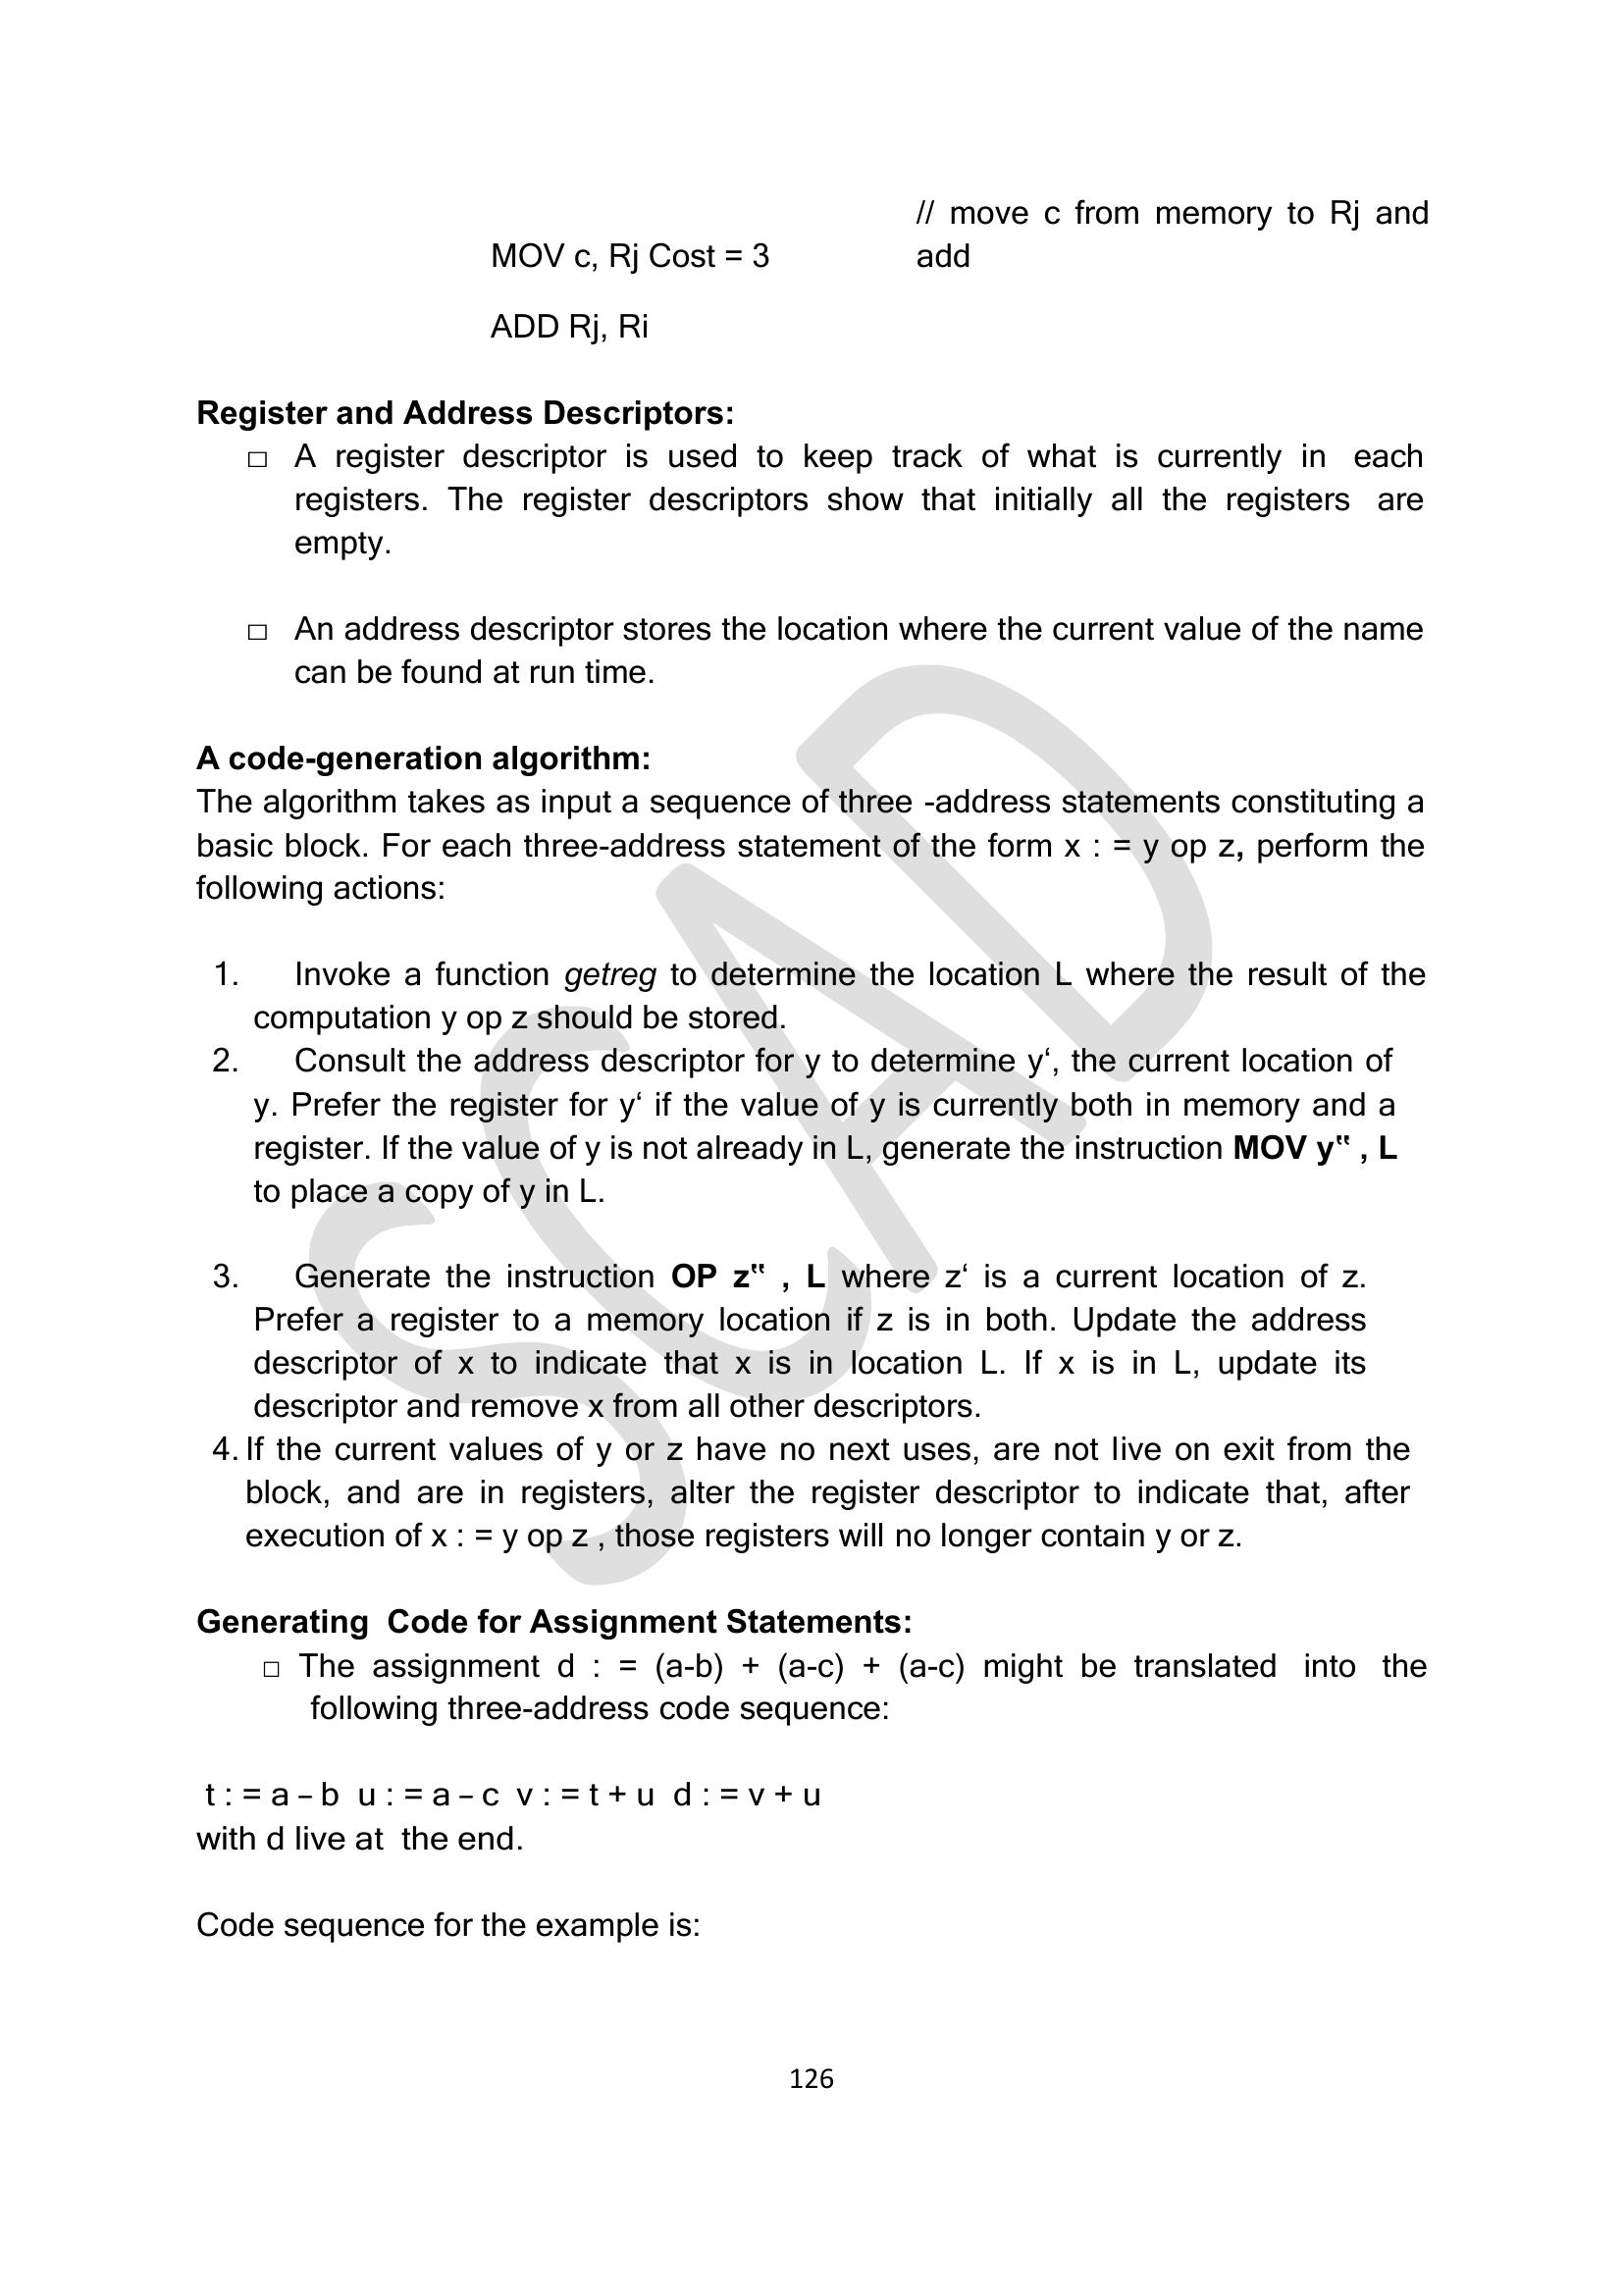 // move c from memory to Rj and
MOV c, Rj Cost = 3 add
ADD Rj, Ri
Register and Address Descriptors:
□ A register descriptor is used to keep track of what is currently in each
registers. The register descriptors show that initially all the registers are
empty.
□ An address descriptor stores the location where the current value of the name
can be found at run time.
A code-generation algorithm:
The algorithm takes as input a sequence of three -address statements constituting a
basic block. For each three-address statement of the form x : = y op z, perform the
following actions:
1. Invoke a function getreg to determine the location L where the result of the
computation y op z should be stored.
2. Consult the address descriptor for y to determine y‘, the current location of
y. Prefer the register for y‘ if the value of y is currently both in memory and a
register. If the value of y is not already in L, generate the instruction MOV y‟ , L
to place a copy of y in L.
3. Generate the instruction OP z‟ , L where z‘ is a current location of z.
Prefer a register to a memory location if z is in both. Update the address
descriptor of x to indicate that x is in location L. If x is in L, update its
descriptor and remove x from all other descriptors.
4. If the current values of y or z have no next uses, are not live on exit from the
block, and are in registers, alter the register descriptor to indicate that, after
execution of x : = y op z , those registers will no longer contain y or z.
Generating Code for Assignment Statements:
□ The assignment d : = (a-b) + (a-c) + (a-c) might be translated into the
following three-address code sequence:
t : = a – b u : = a – c v : = t + u d : = v + u
with d live at the end.
Code sequence for the example is:
126
SCAD